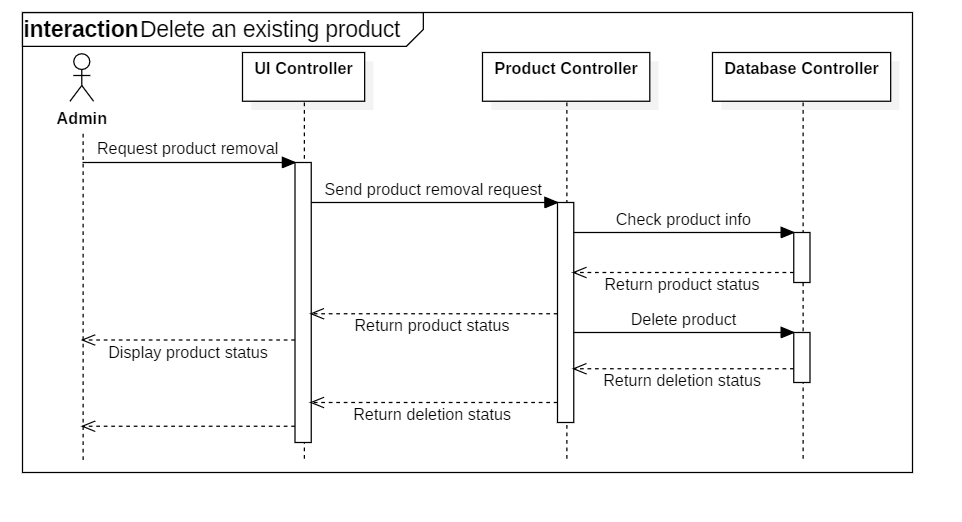 interaction Delete an existing product
UI Controller
Product Controller
Database Controller
Admin
Request product removal
Send product removal request
Check product info
Return product status
Delete product
Return product status
Display product status
Return deletion status
Return deletion status